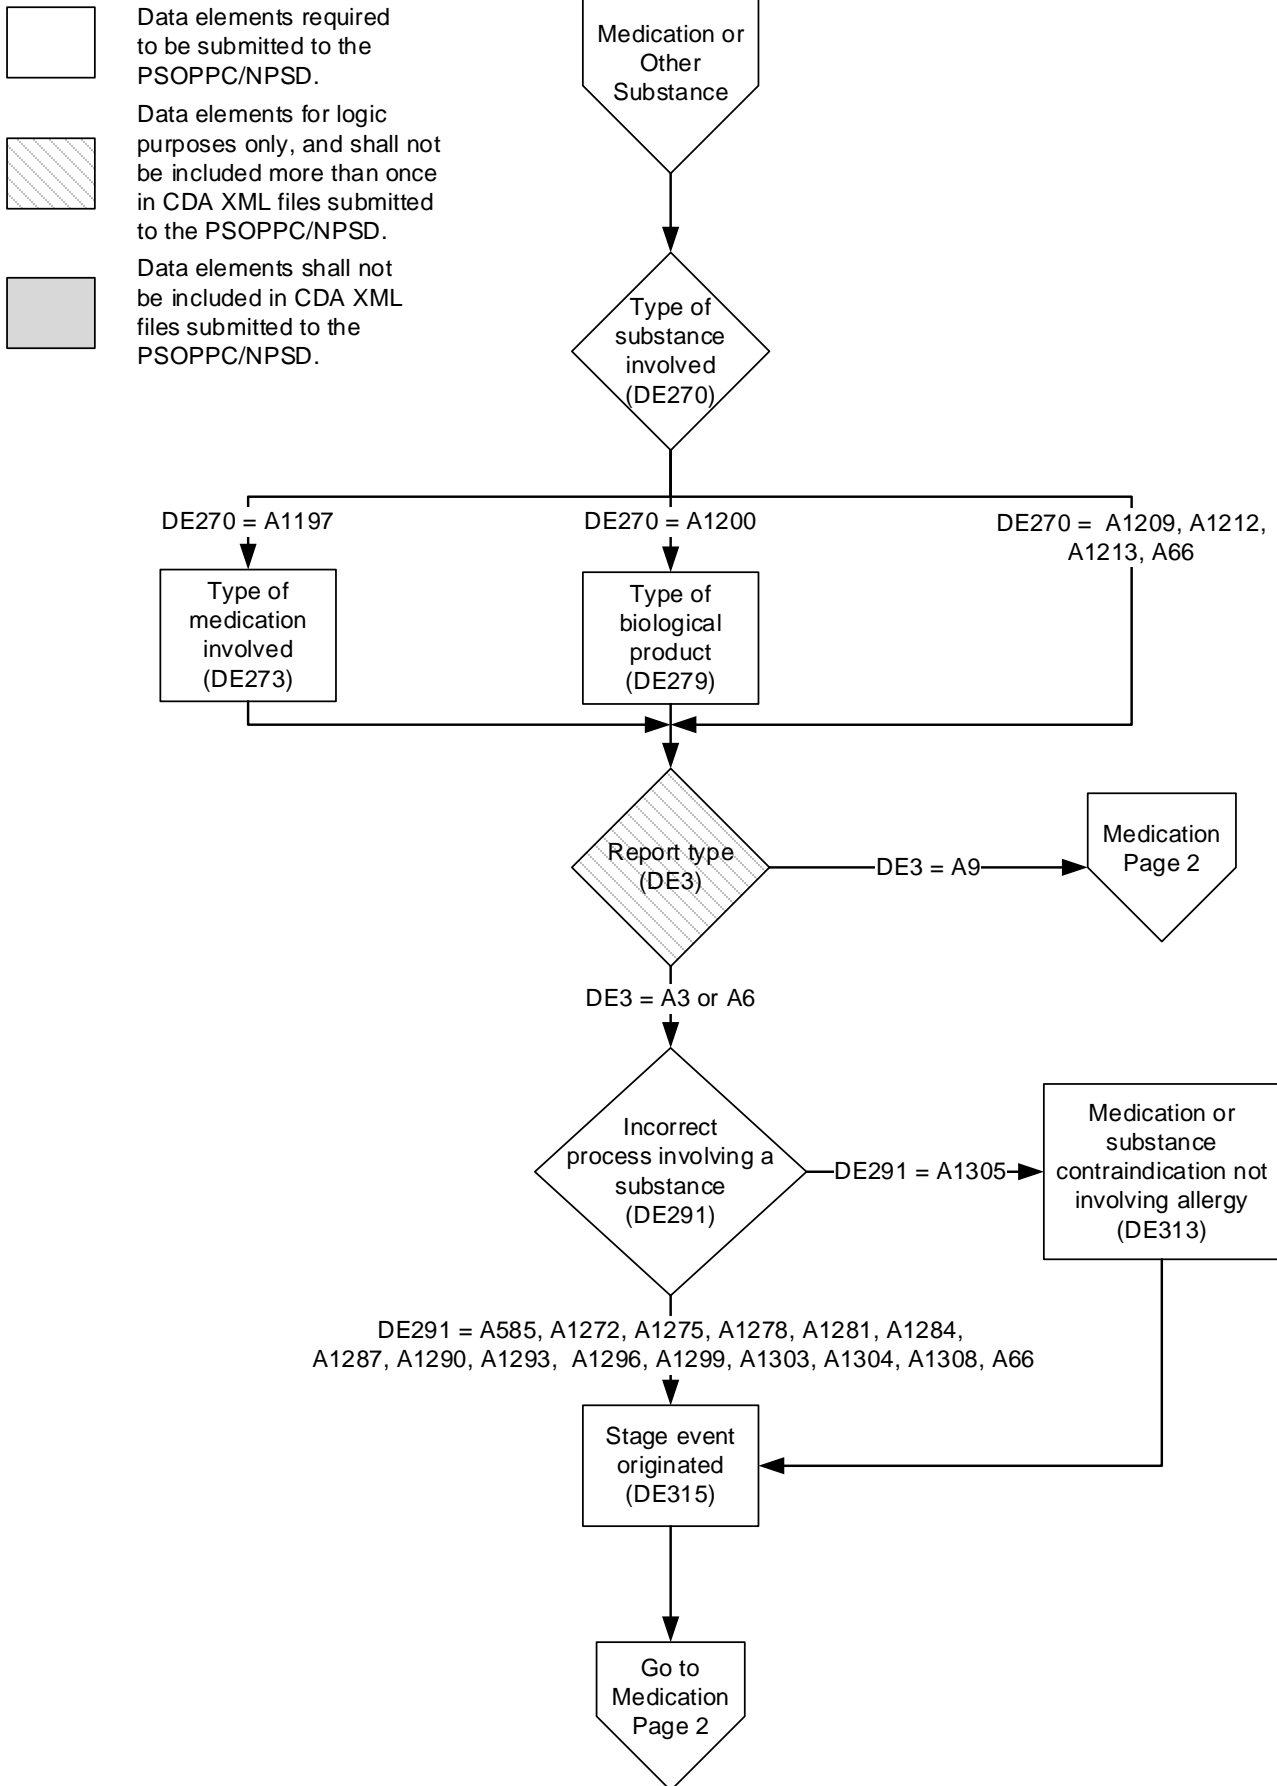 Data elements required
to be submitted to the
PSOPPC/NPSD.
Data elements for logic
purposes only, and shall not
be included more than once
in CDA XML files submitted
to the PSOPPC/NPSD.
Data elements shall not
be included in CDA XML
files submitted to the
PSOPPC/NPSD.
Medication or
Other
Substance
Type of
substance
involved
(DE270)
DE270 = A1197
DE270 = A1200
DE270 = A1209, A1212,
A1213, A66
Type of
medication
involved
(DE273)
Type of
biological
product
(DE279)
Report type
(DE3)
DE3 = A9
Medication
Page 2
DE3 = A3 or A6
Incorrect
process involving a
substance
(DE291)
DE291 = A1305
Medication or
substance
contraindication not
involving allergy
(DE313)
DE291 = A585, A1272, A1275, A1278, A1281, A1284,
A1287, A1290, A1293, A1296, A1299, A1303, A1304, A1308, A66
Stage event
originated
(DE315)
Go to
Medication
Page 2